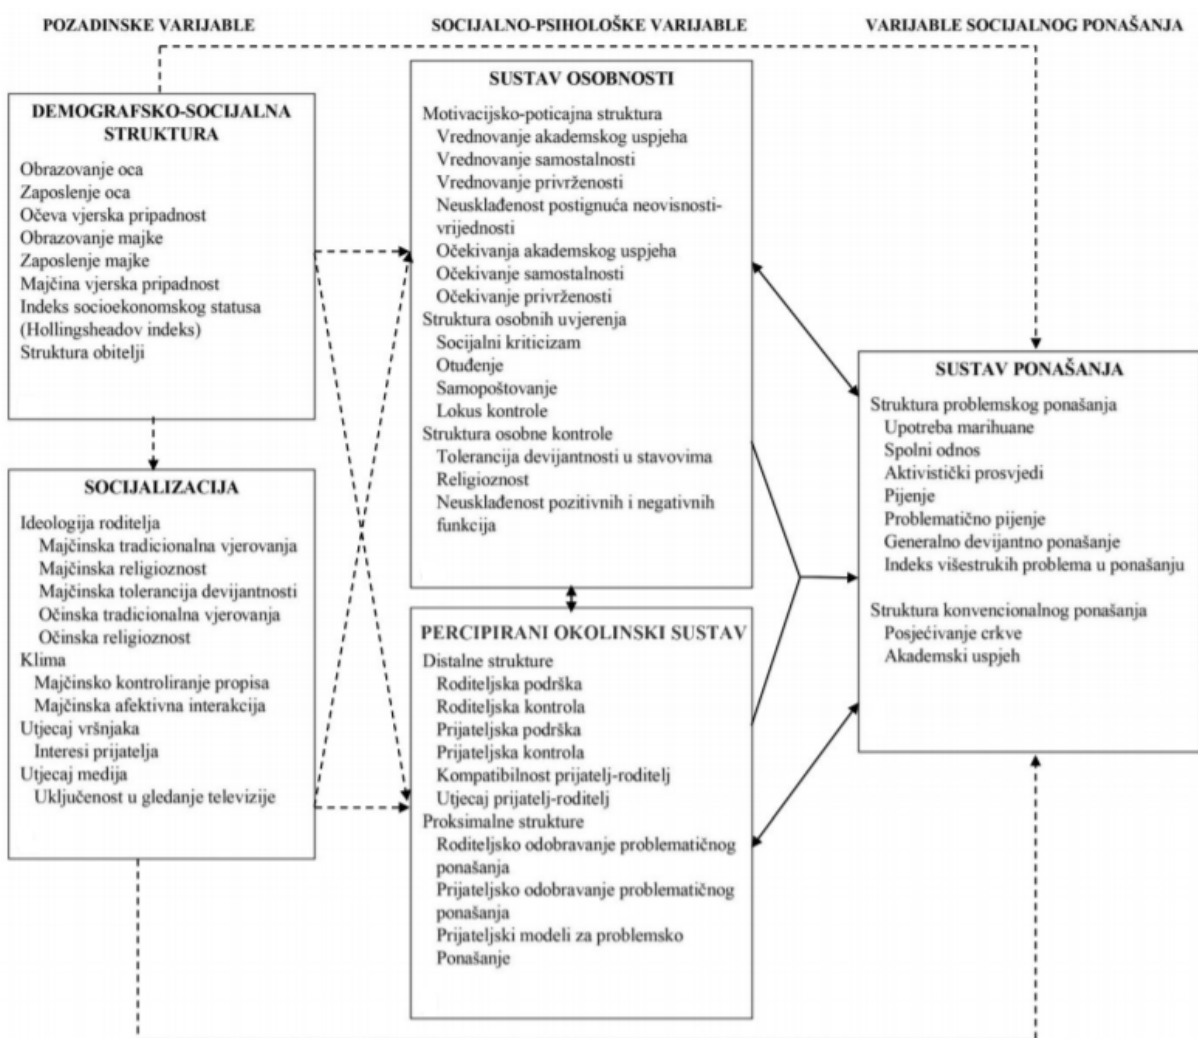 POZADINSKE VARIJABLE
SOCIJALNO-PSIHOLOŠKE VARIJABLE
VARIJABLE SOCIJALNOG PONAŠANJA
DEMOGRAFSKO-SOCIJALNA
STRUKTURA
Obrazovanje oca
Zaposlenje oca
Očeva vjerska pripadnost
Obrazovanje majke
Zaposlenje majke
Majčina vjerska pripadnost
Indeks socioekonomskog statusa
(Hollingsheadov indeks)
Struktura obitelji
SOCIJALIZACIJA
Ideologija roditelja
Majčinska tradicionalna vjerovanja
Majčinska religioznost
Majčinska tolerancija devijantnosti
Očinska tradicionalna vjerovanja
Očinska religioznost
Klima
Majčinsko kontroliranje propisa
Majčinska afektivna interakcija
Utjecaj vršnjaka
Interesi prijatelja
Utjecaj medija
Uključenost u gledanje televizije
SUSTAV OSOBNOSTI
Motivacijsko-poticajna struktura
Vrednovanje akademskog uspjeha
Vrednovanje samostalnosti
Vrednovanje privrženosti
Neusklađenost postignuća neovisnosti-
vrijednosti
Očekivanja akademskog uspjeha
Očekivanje samostalnosti
Očekivanje privrženosti
Struktura osobnih uvjerenja
Socijalni kriticizam
Otuđenje
Samopoštovanje
Lokus kontrole
Struktura osobne kontrole
Tolerancija devijantnosti u stavovima
Religioznost
Neusklađenost pozitivnih i negativnih
funkcija
PERCIPIRANI OKOLINSKI SUSTAV
Distalne strukture
Roditeljska podrška
Roditeljska kontrola
Prijateljska podrška
Prijateljska kontrola
Kompatibilnost prijatelj-roditelj
Utjecaj prijatelj-roditelj
Proksimalne strukture
Roditeljsko odobravanje problematičnog
ponašanja
Prijateljsko odobravanje problematičnog
ponašanja
Prijateljski modeli za problemsko
Ponašanje
SUSTAV PONAŠANJA
Struktura problemskog ponašanja
Upotreba marihuane
Spolni odnos
Aktivistički prosvjedi
Pijenje
Problematično pijenje
Generalno devijantno ponašanje
Indeks višestrukih problema u ponašanju
Struktura konvencionalnog ponašanja
Posjećivanje crkve
Akademski uspjeh